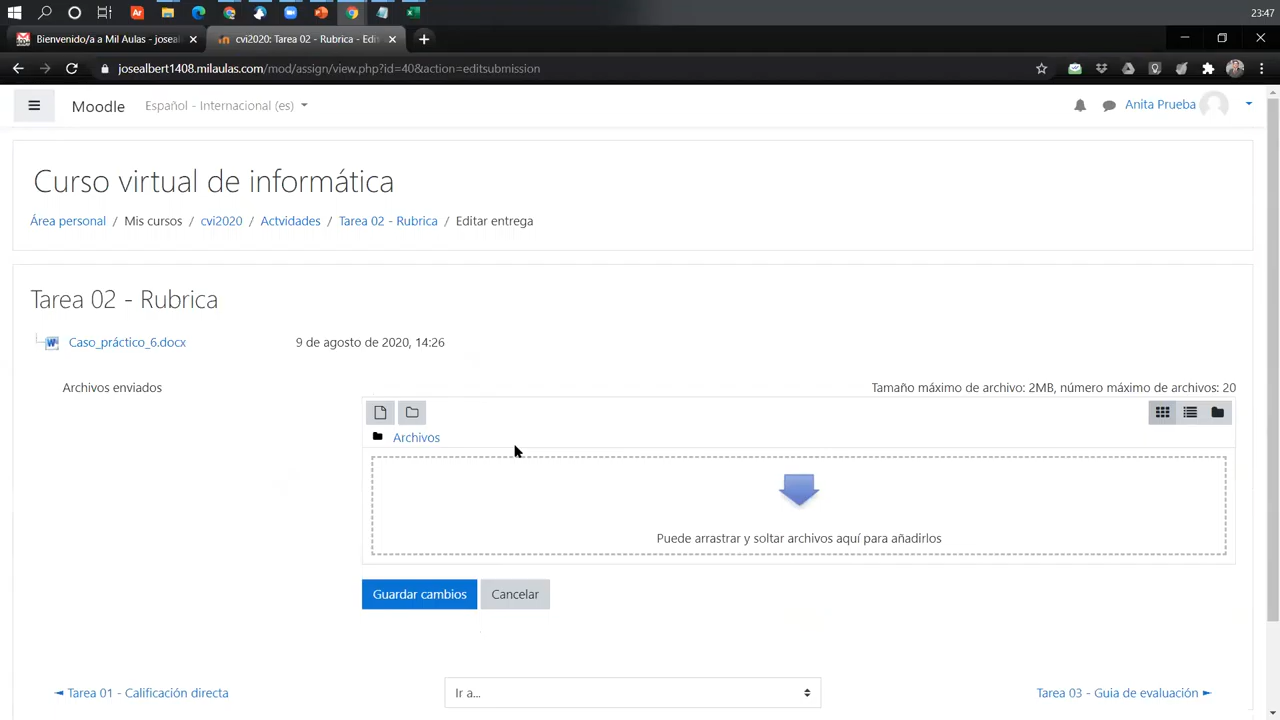 23:47
Bienvenido/a a Mil Aulas - joseal
cvi2020: Tarea 02 - Rubrica - Edi
josealbert1408.milaulas.com/mod/assign/view.php?id=40&action=editsubmission
Moodle Español - Internacional (es) Anita Prueba
Curso virtual de informática
Área personal / Mis cursos / cvi2020 / Actvidades / Tarea 02 - Rubrica / Editar entrega
Tarea 02 - Rubrica
Caso_práctico_6.docx 9 de agosto de 2020, 14:26
Archivos enviados Tamaño máximo de archivo: 2MB, número máximo de archivos: 20
Archivos
Puede arrastrar y soltar archivos aquí para añadirlos
Guardar cambios Cancelar
◄ Tarea 01 - Calificación directa Ir a... Tarea 03 - Guia de evaluación ►